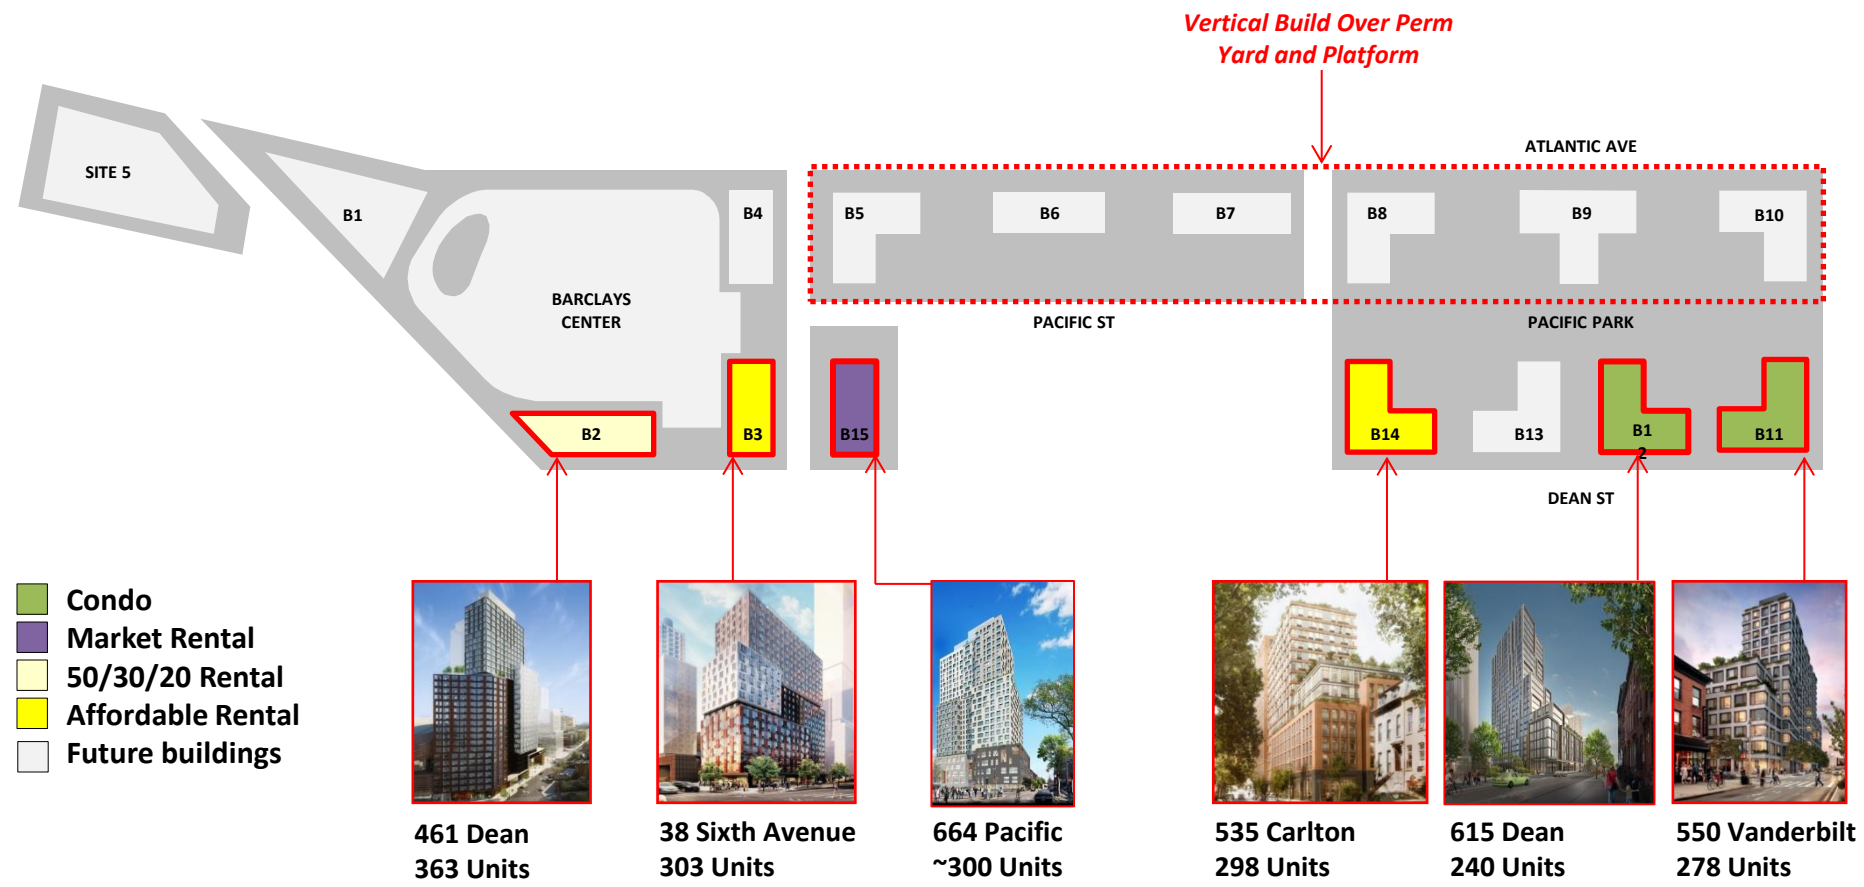 Vertical Build Over Perm
Yard and Platform
ATLANTIC AVE
SITE 5
B1
B4
B5
B6
B7
B8
B9
B10
BARCLAYS
CENTER
PACIFIC ST
PACIFIC PARK
B2
B3
B15
B14
B13
B1
2
B11
DEAN ST
Condo
Market Rental
50/30/20 Rental
Affordable Rental
Future buildings
461 Dean
363 Units
38 Sixth Avenue
303 Units
664 Pacific
~300 Units
535 Carlton
298 Units
615 Dean
240 Units
550 Vanderbilt
278 Units